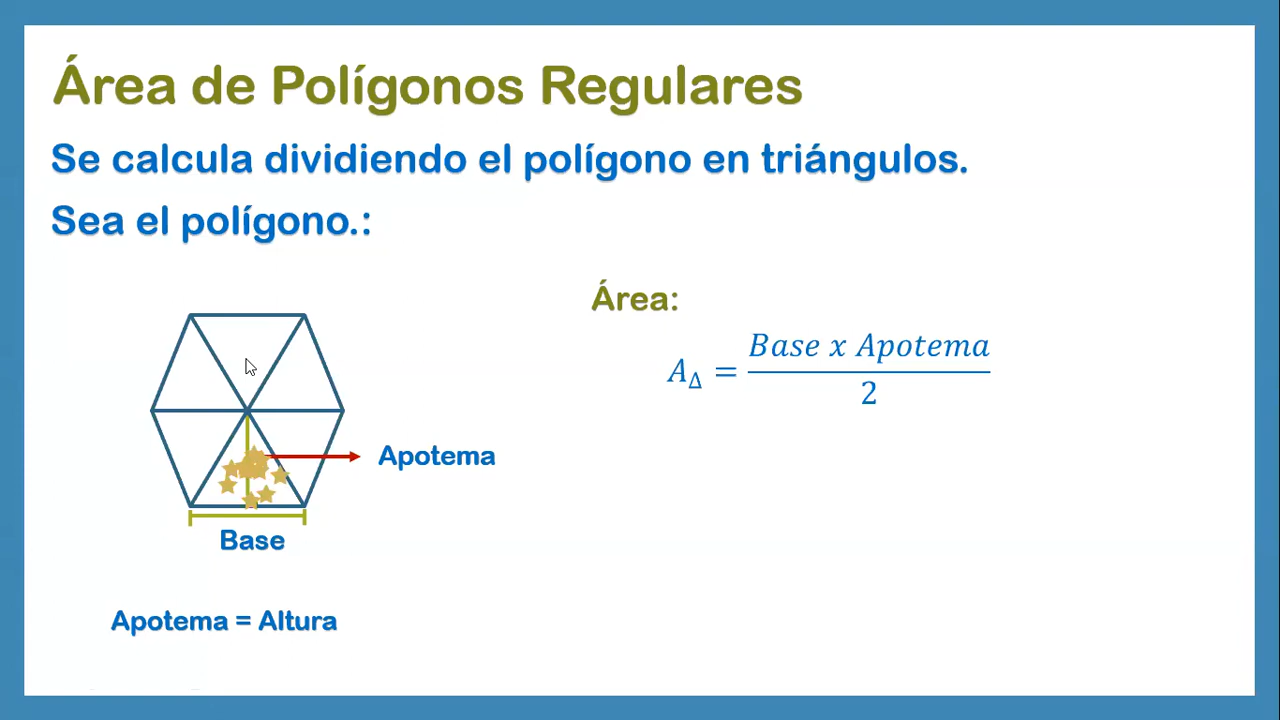 Área de Polígonos Regulares
Se calcula dividiendo el polígono en triángulos.
Sea el polígono.:
Área:
A_Δ = \frac{Base x Apotema}{2}
Apotema
Base
Apotema = Altura